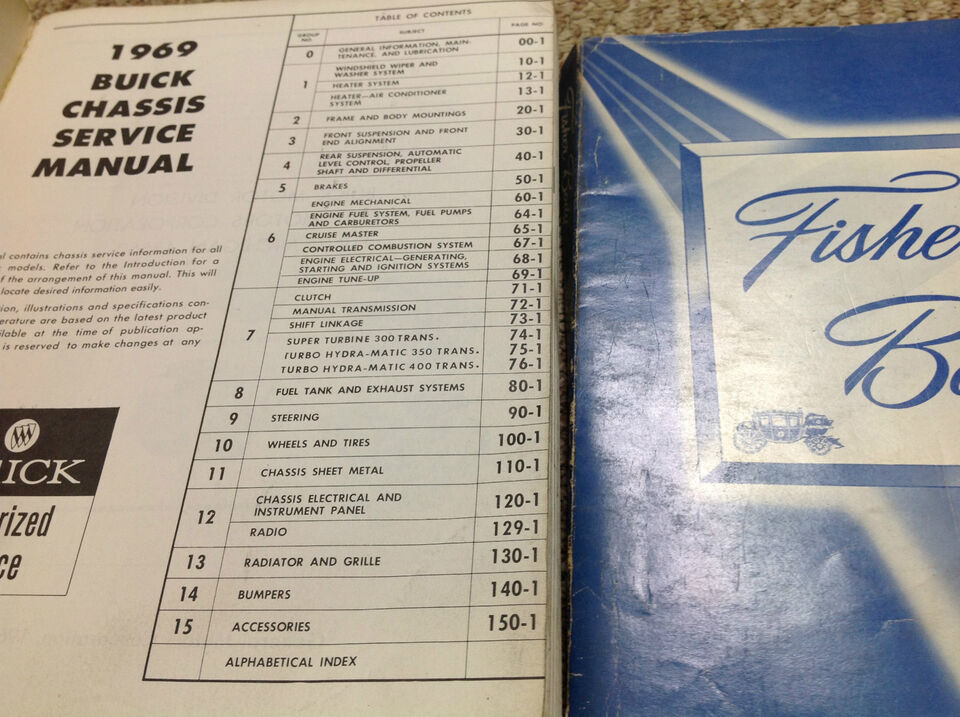 1969
BUICK
CHASSIS
SERVICE
MANUAL
contains chassis service information for all
models. Refer to the Introduction for a
the arrangement of this manual. This will
locate desired information easily.
illustrations and specifications con-
are based on the latest product
at the time of publication ap-
is reserved to make changes at any
TABLE OF CONTENTS
GROUP NO. SUBJECT PAGE NO.
0 GENERAL INFORMATION, MAIN-
TENANCE, AND LUBRICATION 00-1
1 WINDSHIELD WIPER AND
WASHER SYSTEM 10-1
HEATER SYSTEM 12-1
HEATER—AIR CONDITIONER
SYSTEM 13-1
2 FRAME AND BODY MOUNTINGS 20-1
3 FRONT SUSPENSION AND FRONT
END ALIGNMENT 30-1
4 REAR SUSPENSION, AUTOMATIC
LEVEL CONTROL, PROPELLER
SHAFT AND DIFFERENTIAL 40-1
5 BRAKES 50-1
6 ENGINE MECHANICAL 60-1
ENGINE FUEL SYSTEM, FUEL PUMPS
AND CARBURETORS 64-1
CRUISE MASTER 65-1
CONTROLLED COMBUSTION SYSTEM 67-1
ENGINE ELECTRICAL—GENERATING,
STARTING AND IGNITION SYSTEMS 68-1
ENGINE TUNE-UP 69-1
7 CLUTCH 71-1
MANUAL TRANSMISSION 72-1
SHIFT LINKAGE 73-1
SUPER TURBINE 300 TRANS. 74-1
TURBO HYDRA-MATIC 350 TRANS. 75-1
TURBO HYDRA-MATIC 400 TRANS. 76-1
8 FUEL TANK AND EXHAUST SYSTEMS 80-1
9 STEERING 90-1
10 WHEELS AND TIRES 100-1
11 CHASSIS SHEET METAL 110-1
12 CHASSIS ELECTRICAL AND
INSTRUMENT PANEL 120-1
RADIO 129-1
13 RADIATOR AND GRILLE 130-1
14 BUMPERS 140-1
15 ACCESSORIES 150-1
ALPHABETICAL INDEX